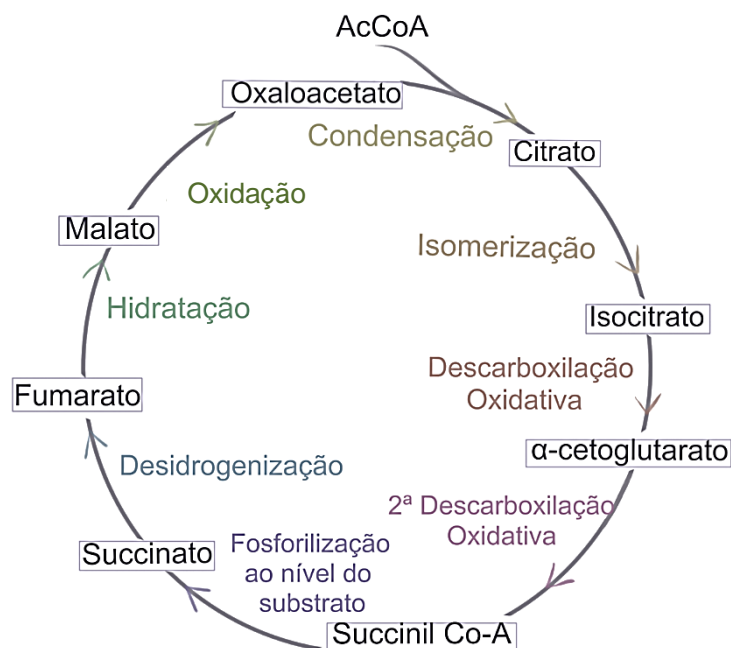 AcCoA
Oxaloacetato
Condensação
Citrato
Oxidação
Malato
Isomerização
Hidratação
Isocitrato
Descarboxilação
Oxidativa
Fumarato
α-cetoglutarato
Desidrogenização
2ª Descarboxilação
Oxidativa
Succinato
Fosforilização
ao nível do
substrato
Succinil Co-A